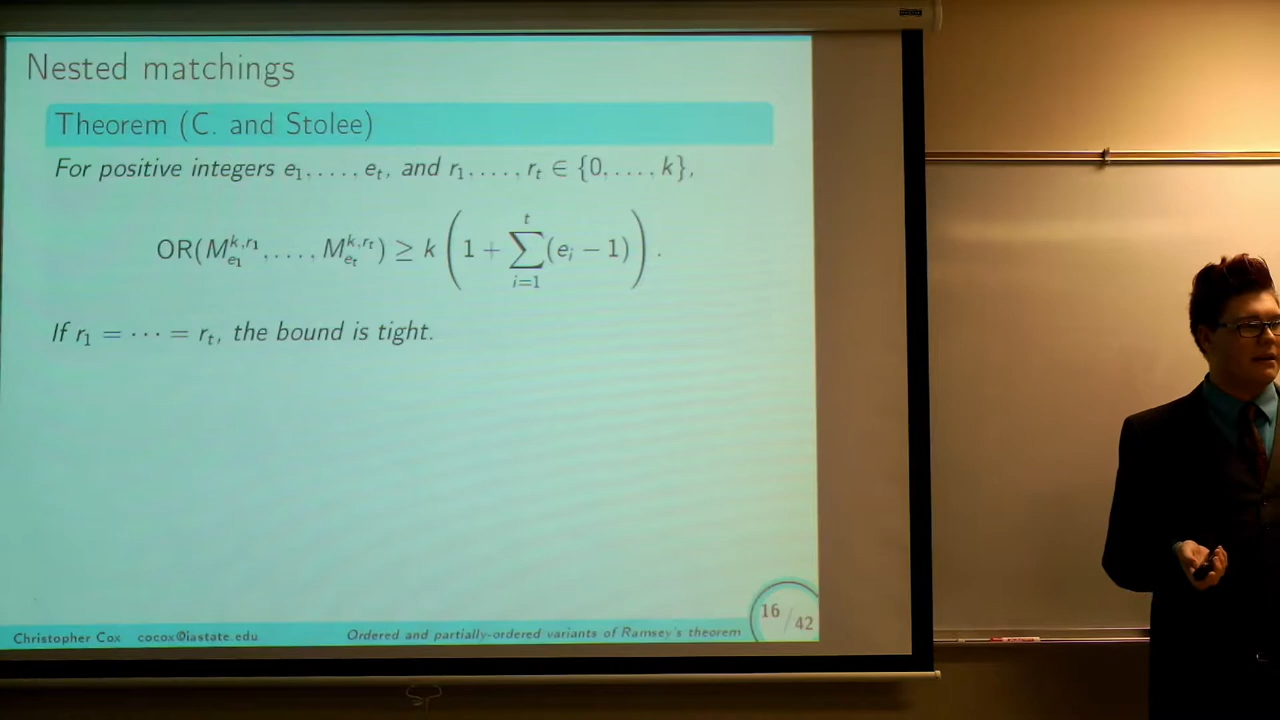 Nested matchings
Theorem (C. and Stolee)
For positive integers e₁, . . . , eₜ, and r₁, . . . , rₜ ∈ {0, . . . , k},
OR(M_{e₁}^{k,r₁}, . . . , M_{eₜ}^{k,rₜ}) ≥ k (1 + ∑_{i=1}^{t} (eᵢ − 1)) .
If r₁ = · · · = rₜ, the bound is tight.
16 / 42
Christopher Cox cocox@iastate.edu Ordered and partially-ordered variants of Ramsey's theorem